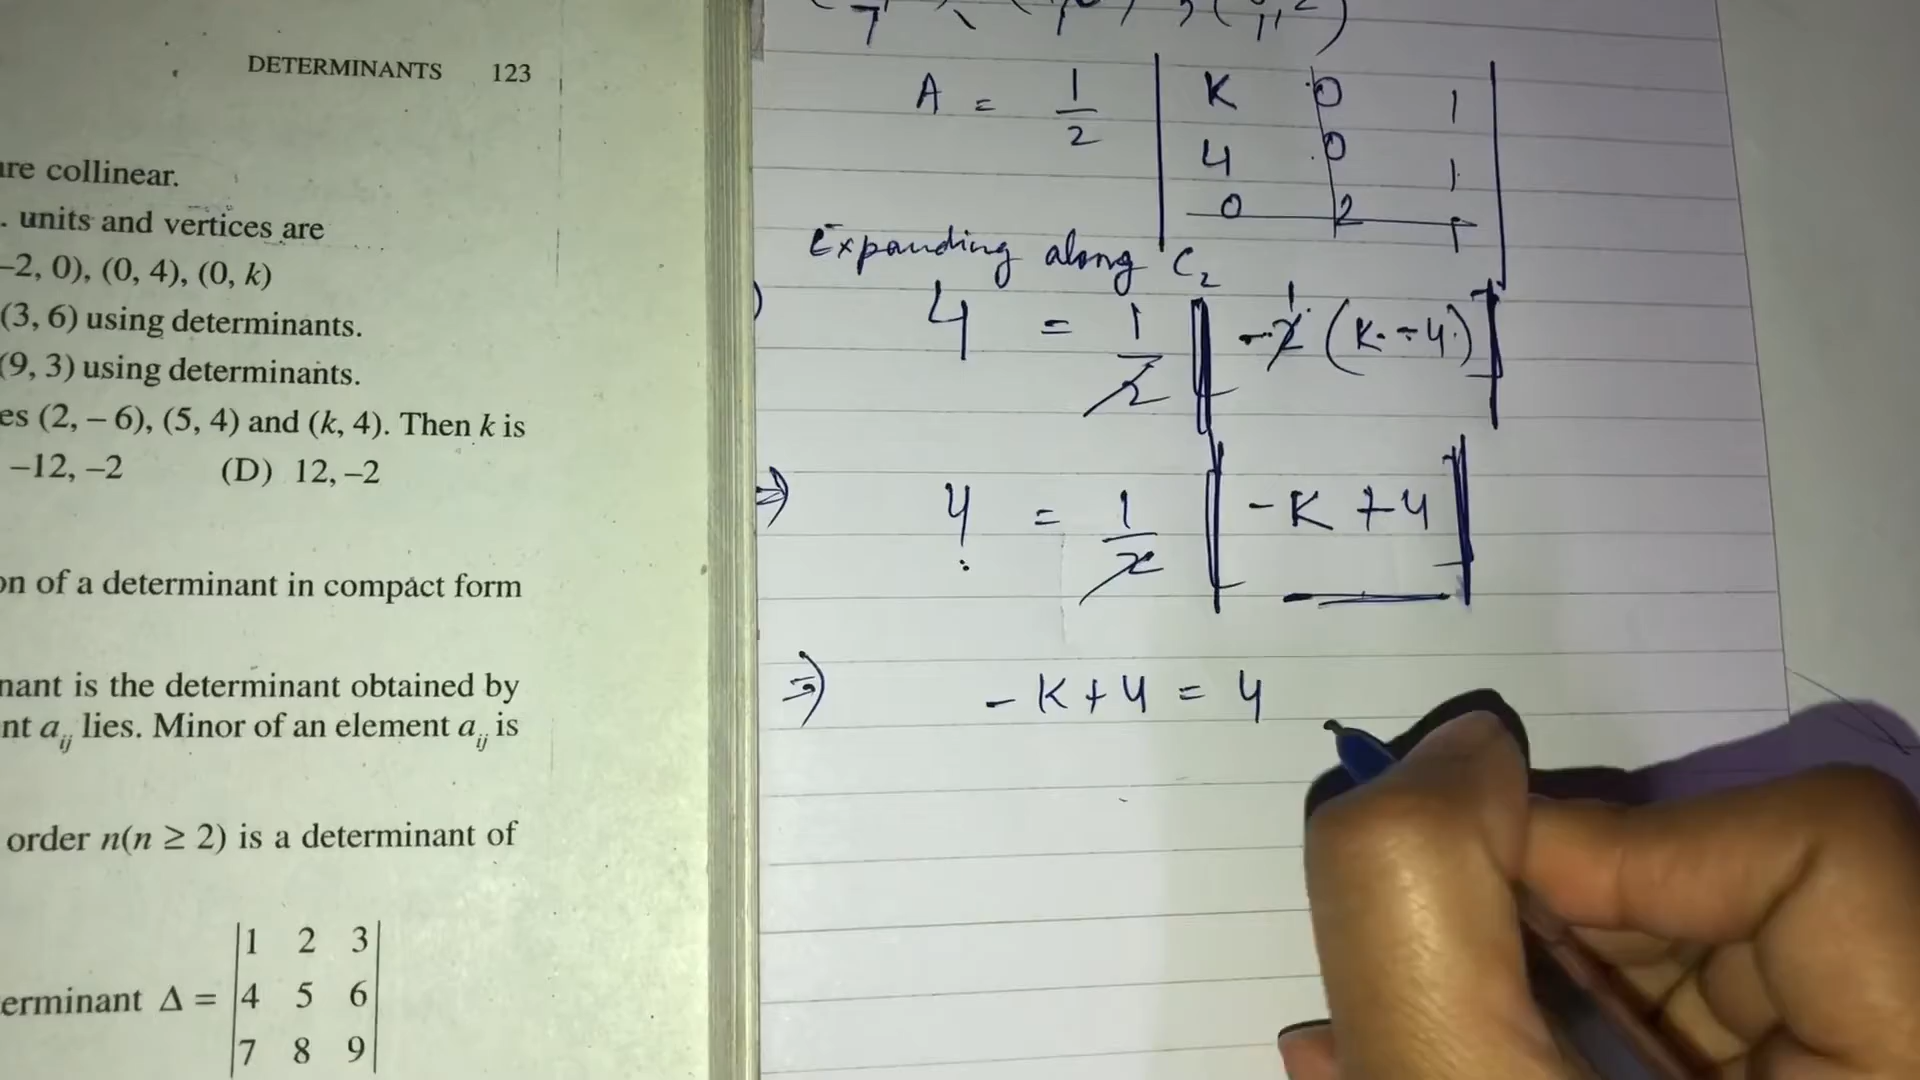 DETERMINANTS 123
are collinear.
. units and vertices are
–2, 0), (0, 4), (0, k)
(3, 6) using determinants.
(9, 3) using determinants.
es (2, – 6), (5, 4) and (k, 4). Then k is
–12, –2 (D) 12, –2
on of a determinant in compact form
nant is the determinant obtained by
nt aij lies. Minor of an element aij is
order n(n ≥ 2) is a determinant of
1 2 3
erminant Δ = 4 5 6
7 8 9
A = 1/2 | K 0 1
4 0 1
0 2 1 |
Expanding along C2
4 = 1/2 | -2 (K - 4) |
⇒ 4 = 1/2 | -K + 4 |
⇒ -K + 4 = 4